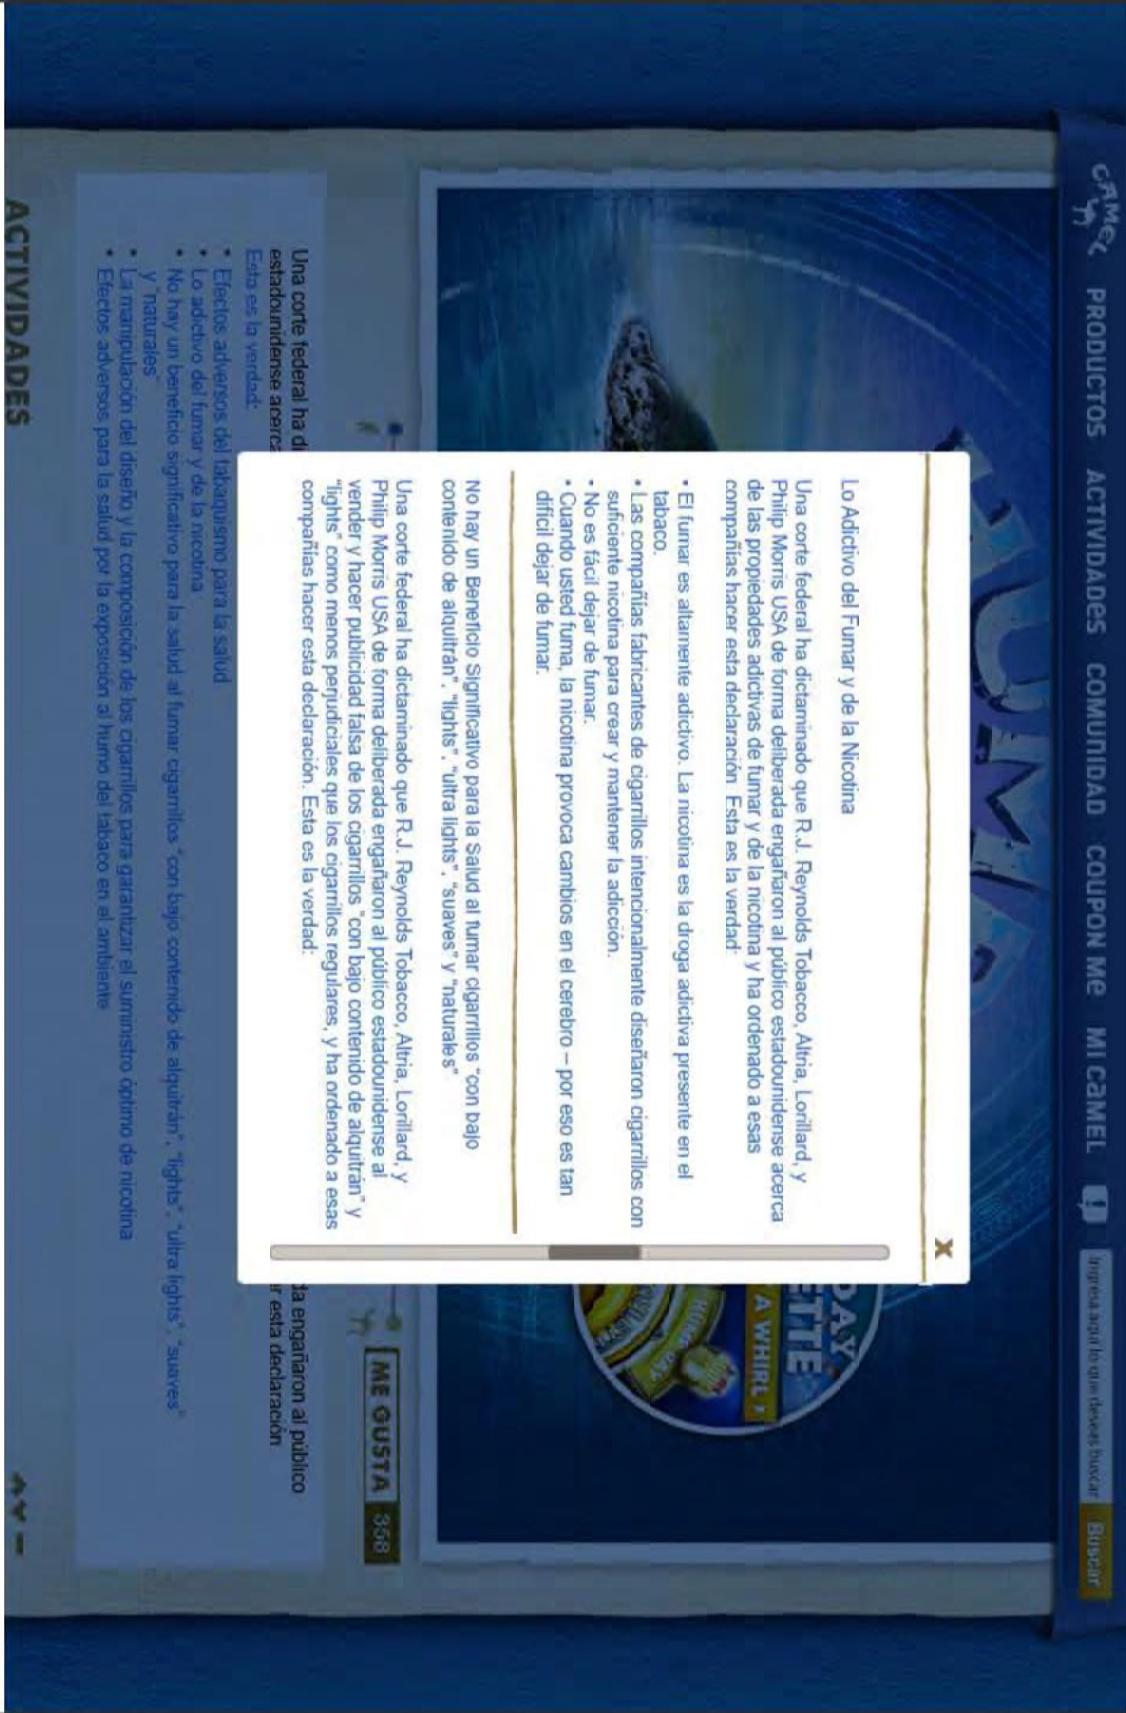 CAMEL PRODUCTOS ACTIVIDADES COMUNIDAD COUPON ME MI CAMEL Ingresa aquí lo que deseas buscar Buscar
PAY
ETTE
A WHIRL
X
Lo Adictivo del Fumar y de la Nicotina
Una corte federal ha dictaminado que R.J. Reynolds Tobacco, Altria, Lorillard, y
Philip Morris USA de forma deliberada engañaron al público estadounidense acerca
de las propiedades adictivas de fumar y de la nicotina y ha ordenado a esas
compañías hacer esta declaración. Esta es la verdad:
• El fumar es altamente adictivo. La nicotina es la droga adictiva presente en el
tabaco.
• Las compañías fabricantes de cigarrillos intencionalmente diseñaron cigarrillos con
suficiente nicotina para crear y mantener la adicción.
• No es fácil dejar de fumar.
• Cuando usted fuma, la nicotina provoca cambios en el cerebro – por eso es tan
difícil dejar de fumar.
No hay un Beneficio Significativo para la Salud al fumar cigarrillos "con bajo
contenido de alquitrán", "lights", "ultra lights", "suaves" y "naturales"
Una corte federal ha dictaminado que R.J. Reynolds Tobacco, Altria, Lorillard, y
Philip Morris USA de forma deliberada engañaron al público estadounidense al
vender y hacer publicidad falsa de los cigarrillos "con bajo contenido de alquitrán" y
"lights" como menos perjudiciales que los cigarrillos regulares, y ha ordenado a esas
compañías hacer esta declaración. Esta es la verdad:
ME GUSTA 358
Una corte federal ha di da engañaron al público
estadounidense acerca er esta declaración
Esta es la verdad:
• Efectos adversos del tabaquismo para la salud
• Lo adictivo del fumar y de la nicotina
• No hay un beneficio significativo para la salud al fumar cigarrillos "con bajo contenido de alquitrán", "lights", "ultra lights", "suaves"
y "naturales"
• La manipulación del diseño y la composición de los cigarrillos para garantizar el suministro óptimo de nicotina
• Efectos adversos para la salud por la exposición al humo del tabaco en el ambiente
ACTIVIDADES